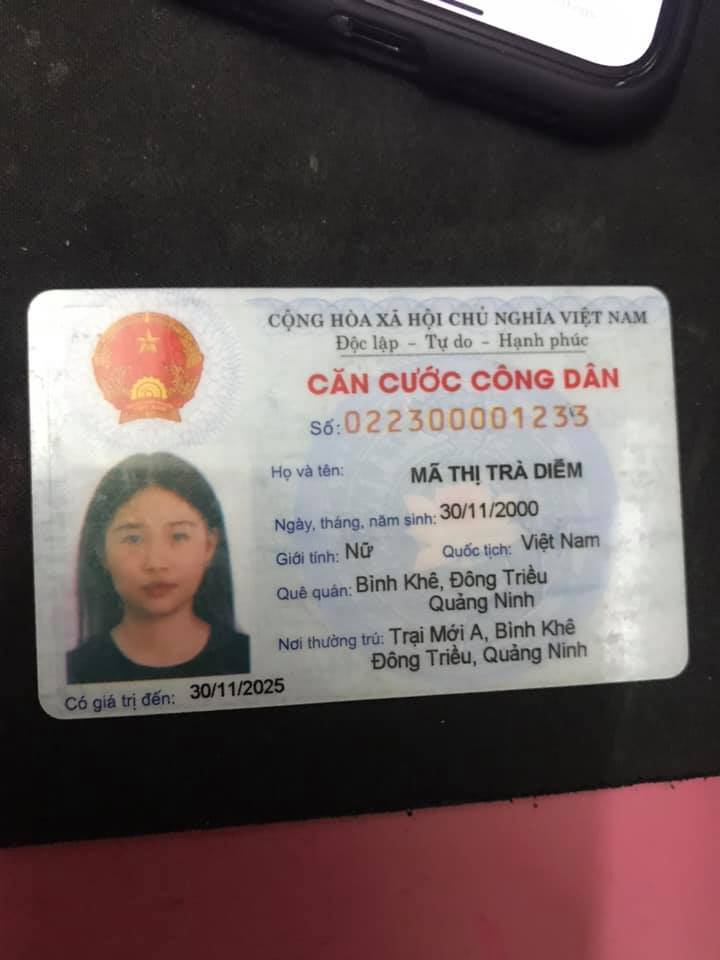 CỘNG HÒA XÃ HỘI CHỦ NGHĨA VIỆT NAM
Độc lập - Tự do - Hạnh phúc
CĂN CƯỚC CÔNG DÂN
Số: 022300001233
Họ và tên: MÃ THỊ TRÀ DIỄM
Ngày, tháng, năm sinh: 30/11/2000
Giới tính: Nữ Quốc tịch: Việt Nam
Quê quán: Bình Khê, Đông Triều
Quảng Ninh
Nơi thường trú: Trại Mới A, Bình Khê
Đông Triều, Quảng Ninh
Có giá trị đến: 30/11/2025